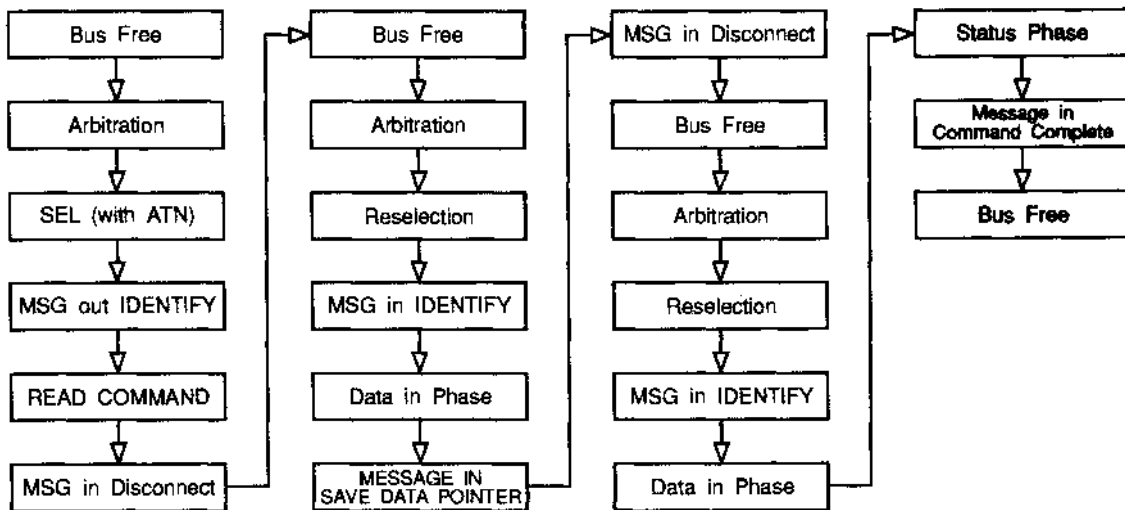 Bus Free
Arbitration
SEL (with ATN)
MSG out IDENTIFY
READ COMMAND
MSG in Disconnect
Bus Free
Arbitration
Reselection
MSG in IDENTIFY
Data in Phase
MESSAGE IN
SAVE DATA POINTER
MSG in Disconnect
Bus Free
Arbitration
Reselection
MSG in IDENTIFY
Data in Phase
Status Phase
Message in
Command Complete
Bus Free